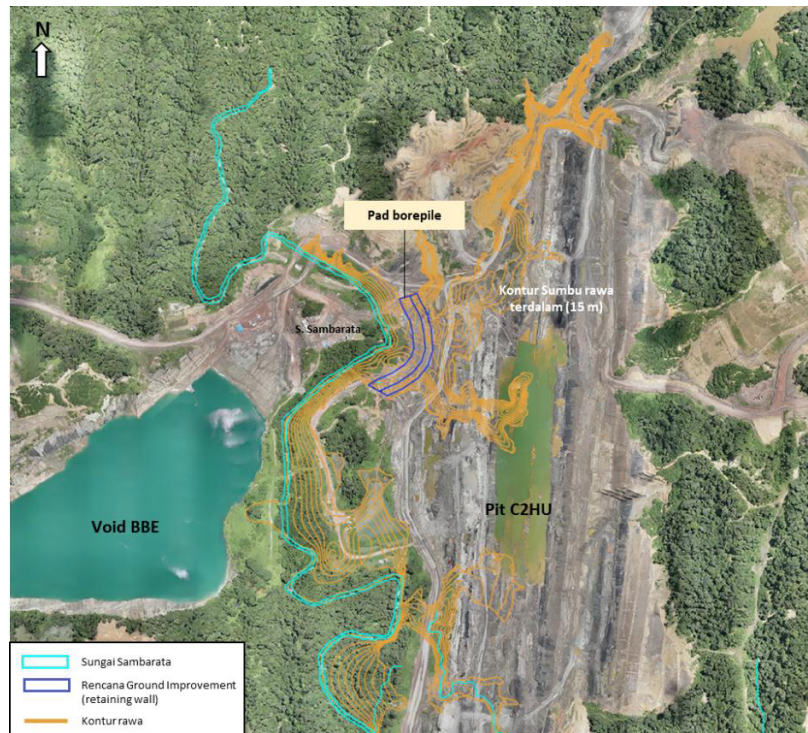 N
Pad borepile
Kontur Sumbu rawa
terdalam (15 m)
S. Sambarata
Void BBE
Pit C2HU
Sungai Sambarata
Rencana Ground Improvement
(retaining wall)
Kontur rawa